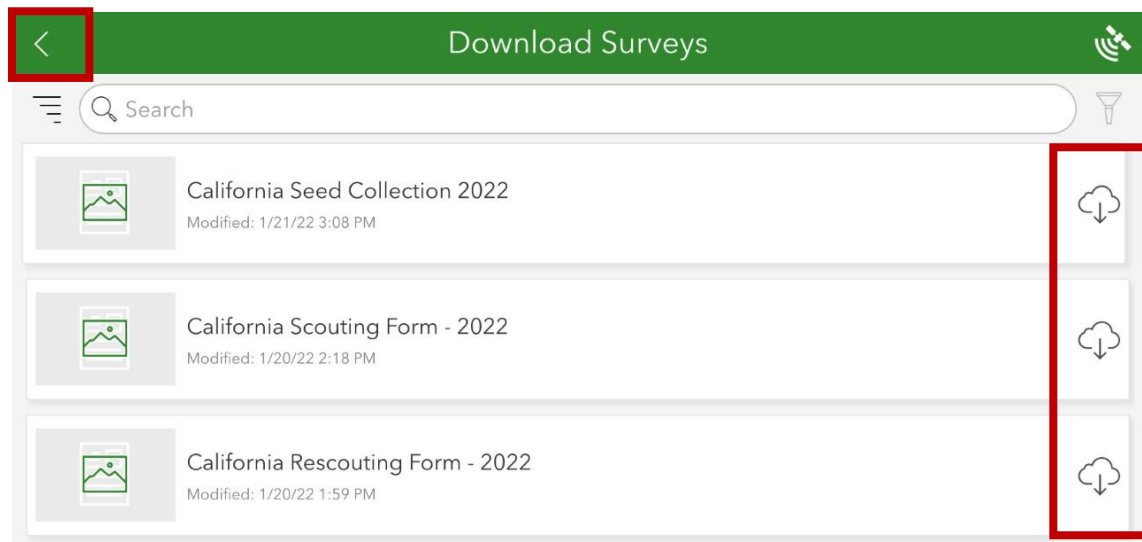 Download Surveys
Search
California Seed Collection 2022
Modified: 1/21/22 3:08 PM
California Scouting Form - 2022
Modified: 1/20/22 2:18 PM
California Rescouting Form - 2022
Modified: 1/20/22 1:59 PM